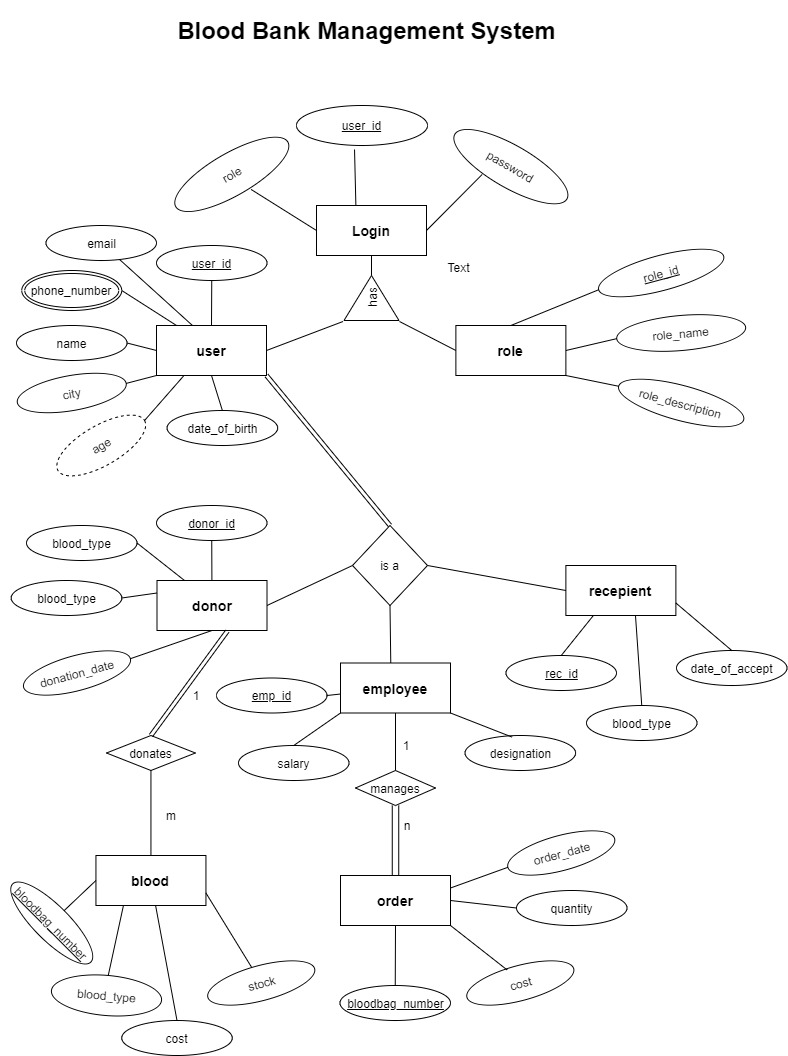 Blood Bank Management System
user_id
role
password
Login
Text
has
email
user_id
phone_number
name
city
age
date_of_birth
user
role
role_id
role_name
role_description
is a
donor_id
blood_type
blood_type
donor
donation_date
1
donates
m
recepient
rec_id
blood_type
date_of_accept
employee
emp_id
salary
designation
1
manages
n
blood
bloodbag_number
blood_type
cost
stock
order
order_date
quantity
cost
bloodbag_number